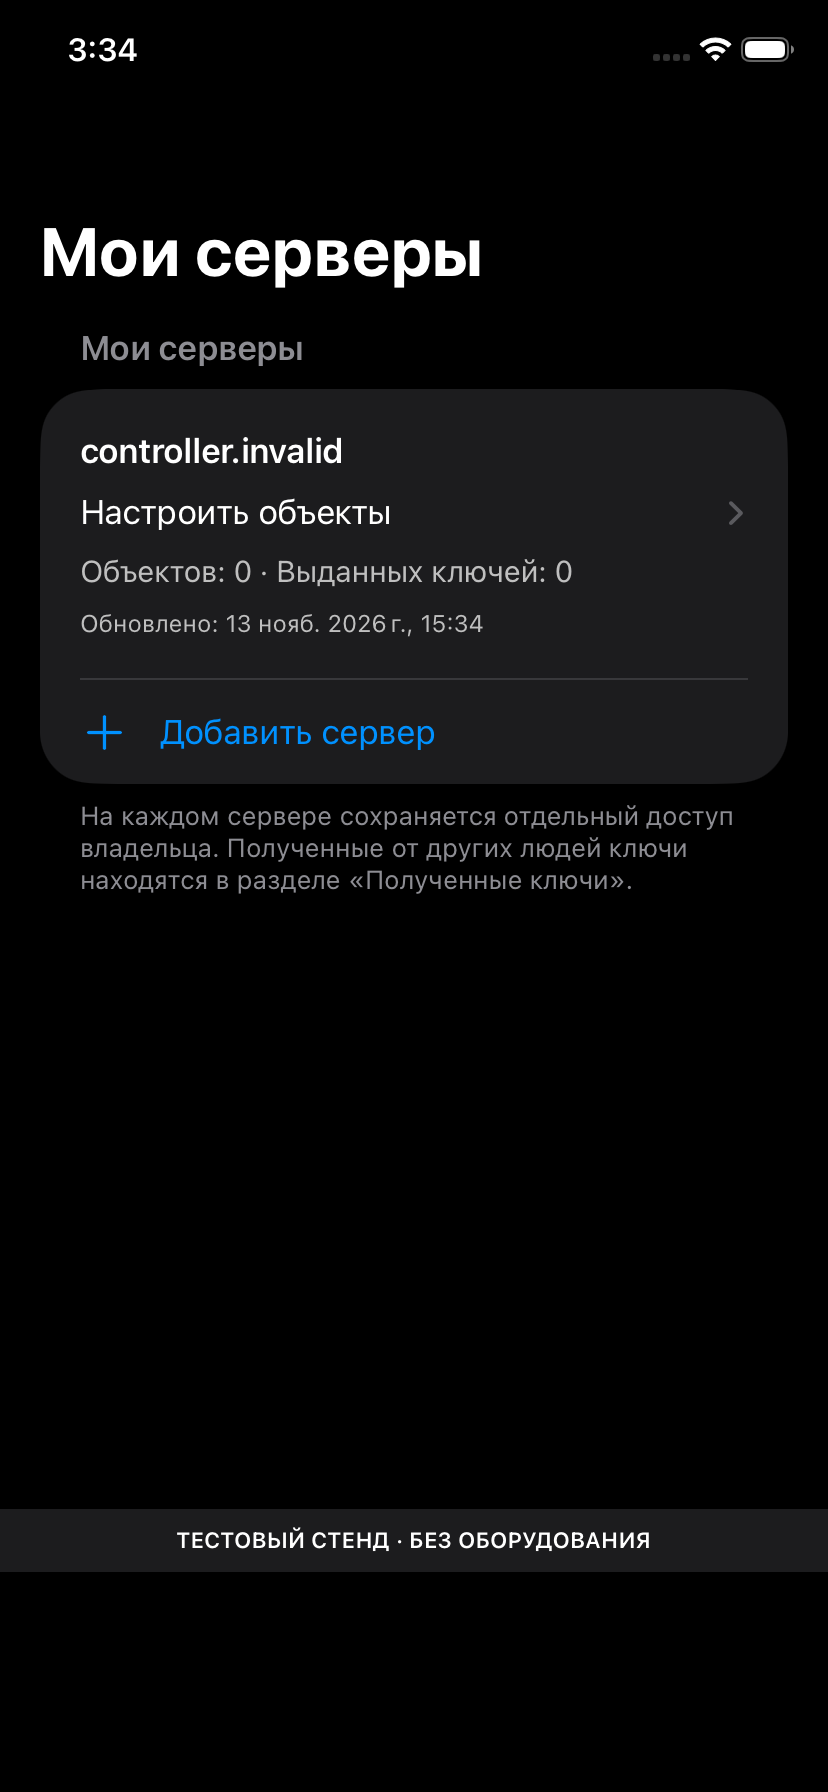 3:34
Мои серверы
Мои серверы
controller.invalid
Настроить объекты
Объектов: 0 · Выданных ключей: 0
Обновлено: 13 нояб. 2026 г., 15:34
Добавить сервер
На каждом сервере сохраняется отдельный доступ
владельца. Полученные от других людей ключи
находятся в разделе «Полученные ключи».
ТЕСТОВЫЙ СТЕНД · БЕЗ ОБОРУДОВАНИЯ